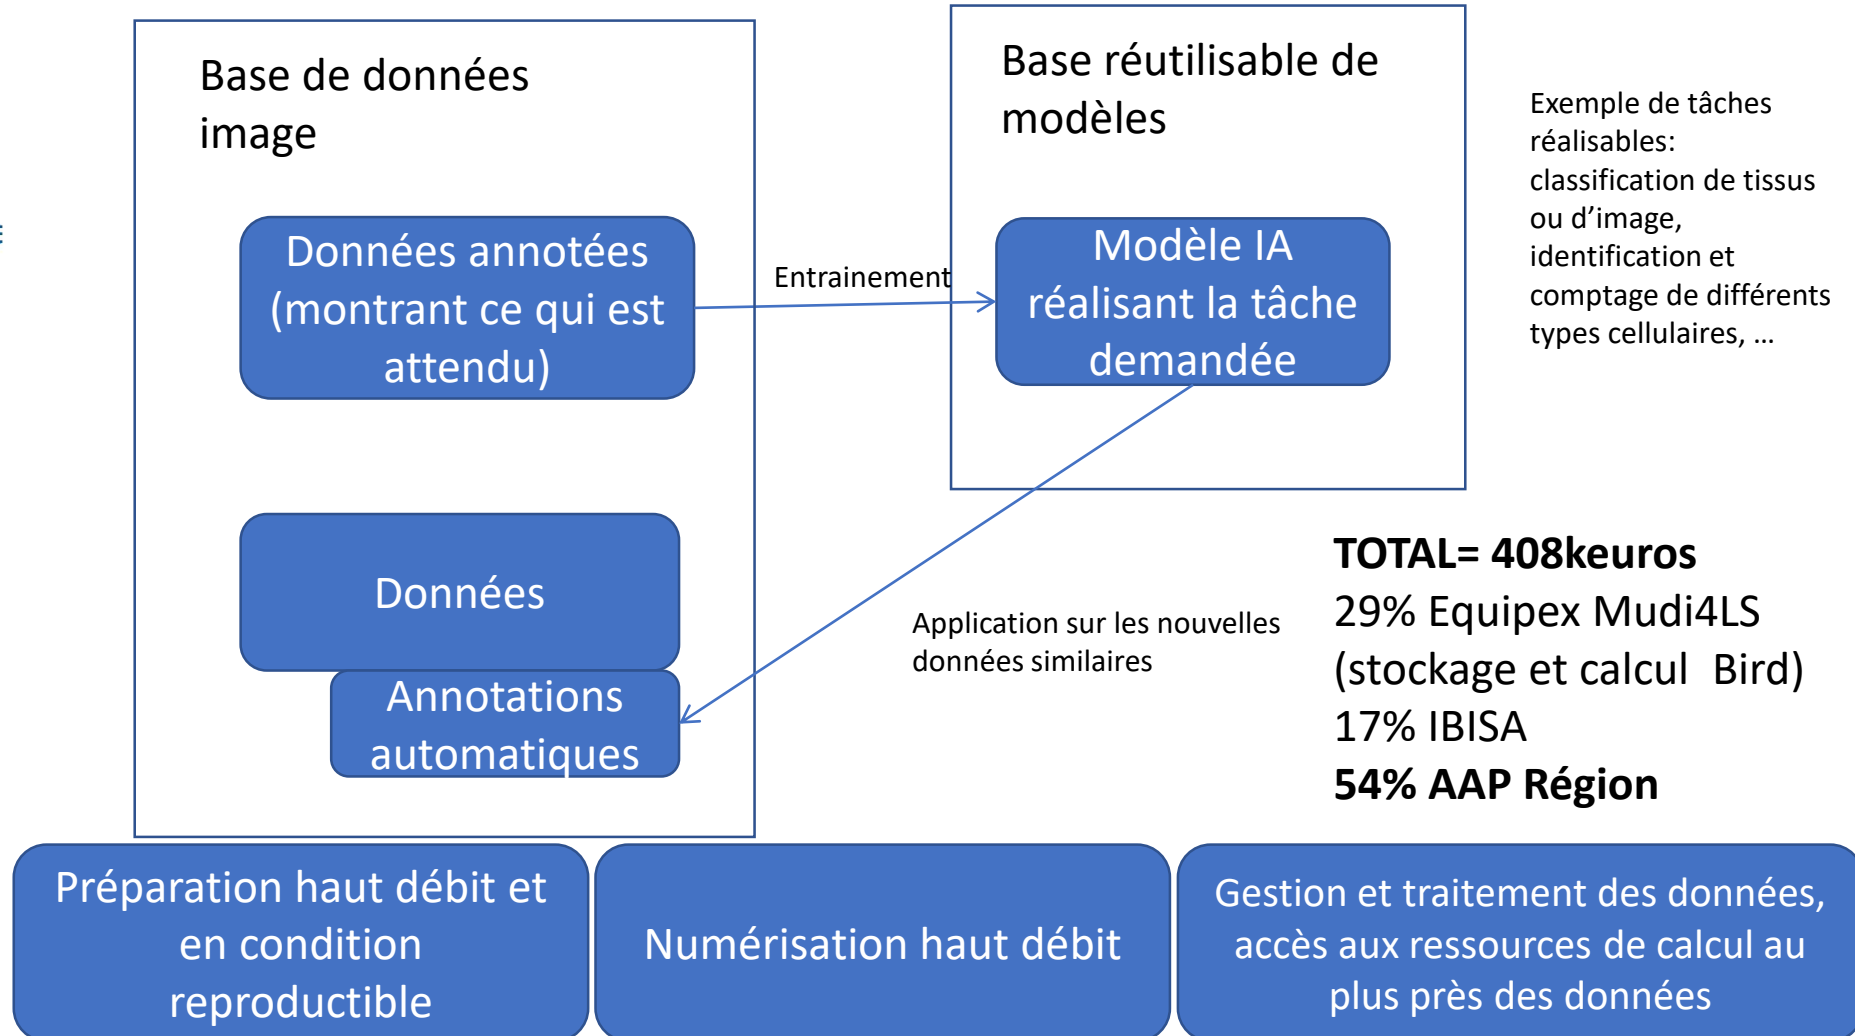 Base de données
image
Base réutilisable de
modèles
Exemple de tâches
réalisables:
classification de tissus
ou d’image,
identification et
comptage de différents
types cellulaires, …
Données annotées
(montrant ce qui est
attendu)
Entrainement
Modèle IA
réalisant la tâche
demandée
Données
Annotations
automatiques
Application sur les nouvelles
données similaires
TOTAL= 408keuros
29% Equipex Mudi4LS
(stockage et calcul Bird)
17% IBISA
54% AAP Région
Préparation haut débit et
en condition
reproductible
Numérisation haut débit
Gestion et traitement des données,
accès aux ressources de calcul au
plus près des données